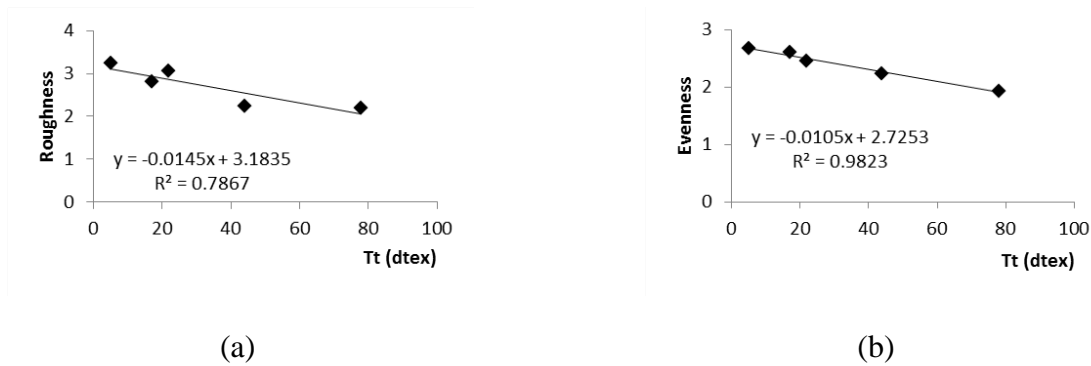 4
3
2
1
0
Roughness
y = -0.0145x + 3.1835
R² = 0.7867
0 20 40 60 80 100
Tt (dtex)
(a)
3
2
1
0
Evenness
y = -0.0105x + 2.7253
R² = 0.9823
0 20 40 60 80 100
Tt (dtex)
(b)